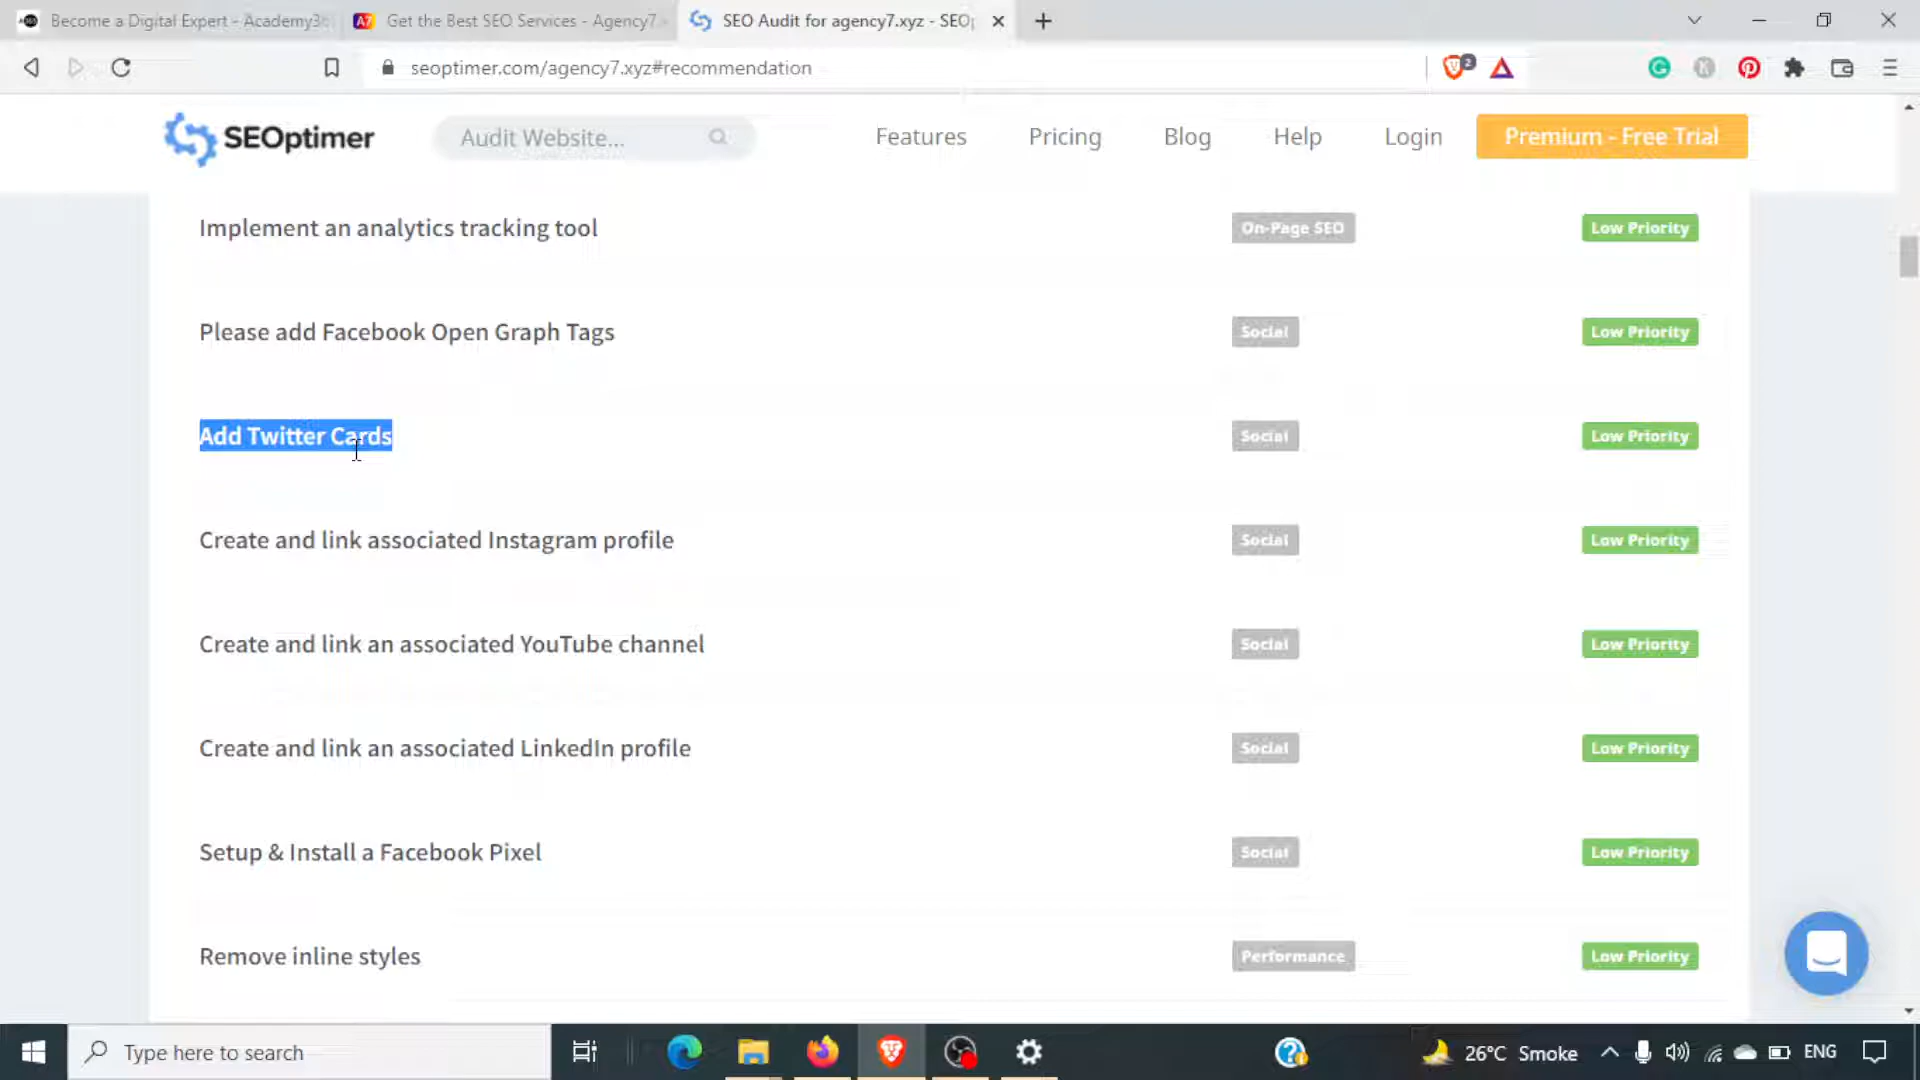 Become a Digital Expert - Academy3
Get the Best SEO Services - Agency7.
SEO Audit for agency7.xyz - SEO
seoptimer.com/agency7.xyz#recommendation
2
SEOptimer
Audit Website...
Features
Pricing
Blog
Help
Login
Premium - Free Trial
Implement an analytics tracking tool
On-Page SEO
Low Priority
Please add Facebook Open Graph Tags
Social
Low Priority
Add Twitter Cards
Social
Low Priority
Create and link associated Instagram profile
Social
Low Priority
Create and link an associated YouTube channel
Social
Low Priority
Create and link an associated LinkedIn profile
Social
Low Priority
Setup & Install a Facebook Pixel
Social
Low Priority
Remove inline styles
Performance
Low Priority
Type here to search
26°C Smoke
ENG